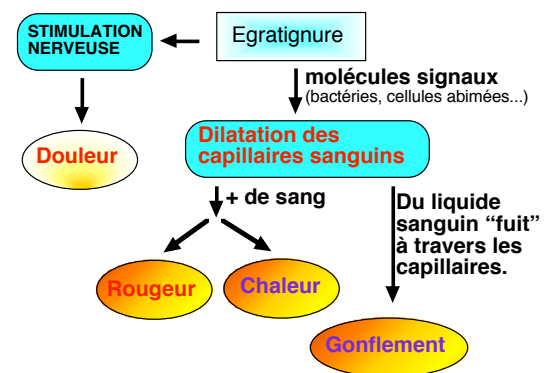 STIMULATION
NERVEUSE
Egratignure
molécules signaux
(bactéries, cellules abimées...)
Douleur
Dilatation des
capillaires sanguins
+ de sang
Du liquide
sanguin “fuit”
à travers les
capillaires.
Rougeur
Chaleur
Gonflement